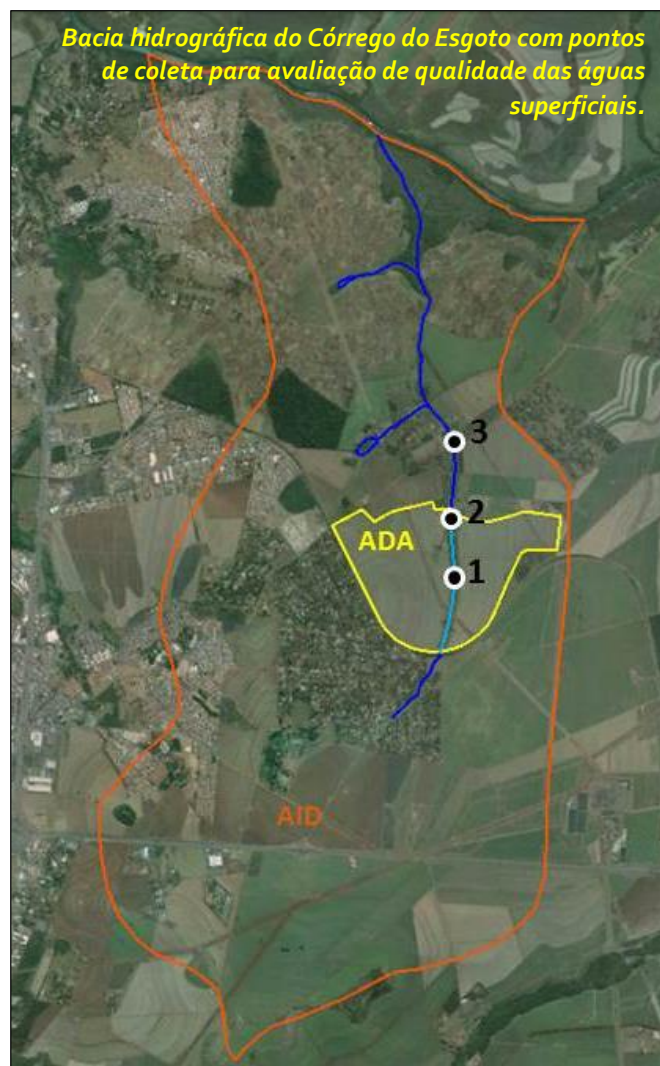 Bacia hidrográfica do Córrego do Esgoto com pontos
de coleta para avaliação de qualidade das águas
superficiais.
3
2
ADA
1
AID